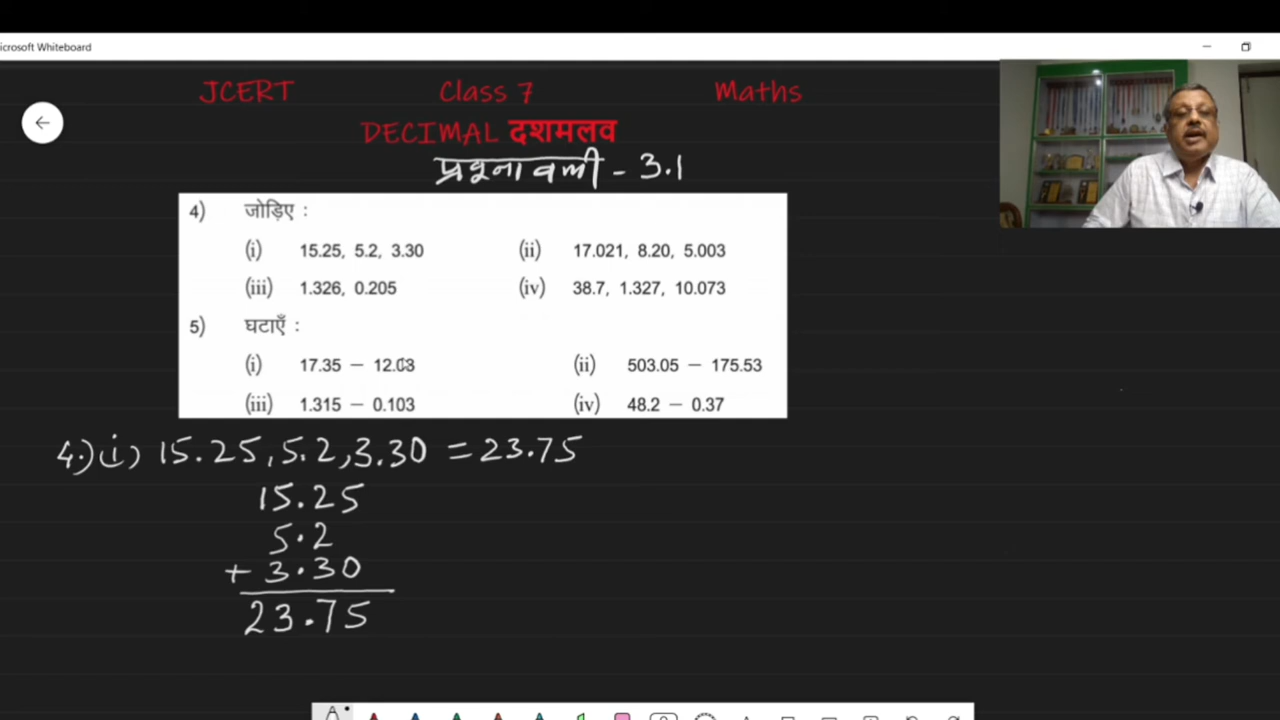 icrosoft Whiteboard
JCERT Class 7 Maths
DECIMAL दशमलव
प्रश्नावली - 3.1
4) जोड़िए :
(i) 15.25, 5.2, 3.30 (ii) 17.021, 8.20, 5.003
(iii) 1.326, 0.205 (iv) 38.7, 1.327, 10.073
5) घटाएँ :
(i) 17.35 − 12.03 (ii) 503.05 − 175.53
(iii) 1.315 − 0.103 (iv) 48.2 − 0.37
4.)(i) 15.25, 5.2, 3.30 = 23.75
15.25
5.2
+ 3.30
23.75